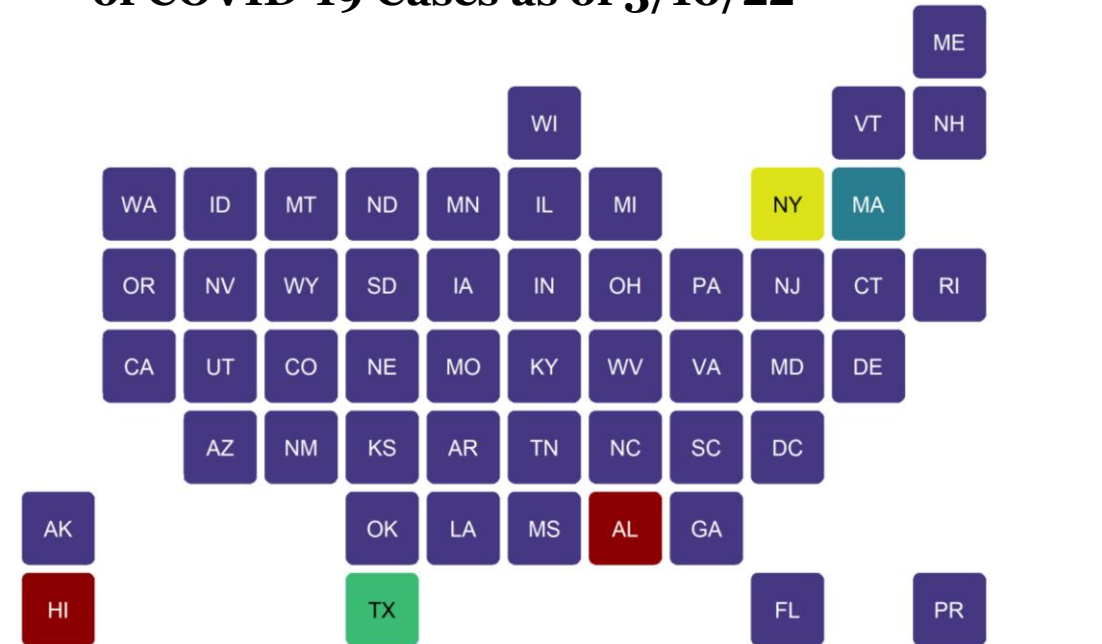 of COVID-19 Cases as of 3/16/22
ME
WI VT NH
WA ID MT ND MN IL MI NY MA
OR NV WY SD IA IN OH PA NJ CT RI
CA UT CO NE MO KY WV VA MD DE
AZ NM KS AR TN NC SC DC
AK OK LA MS AL GA
HI TX FL PR